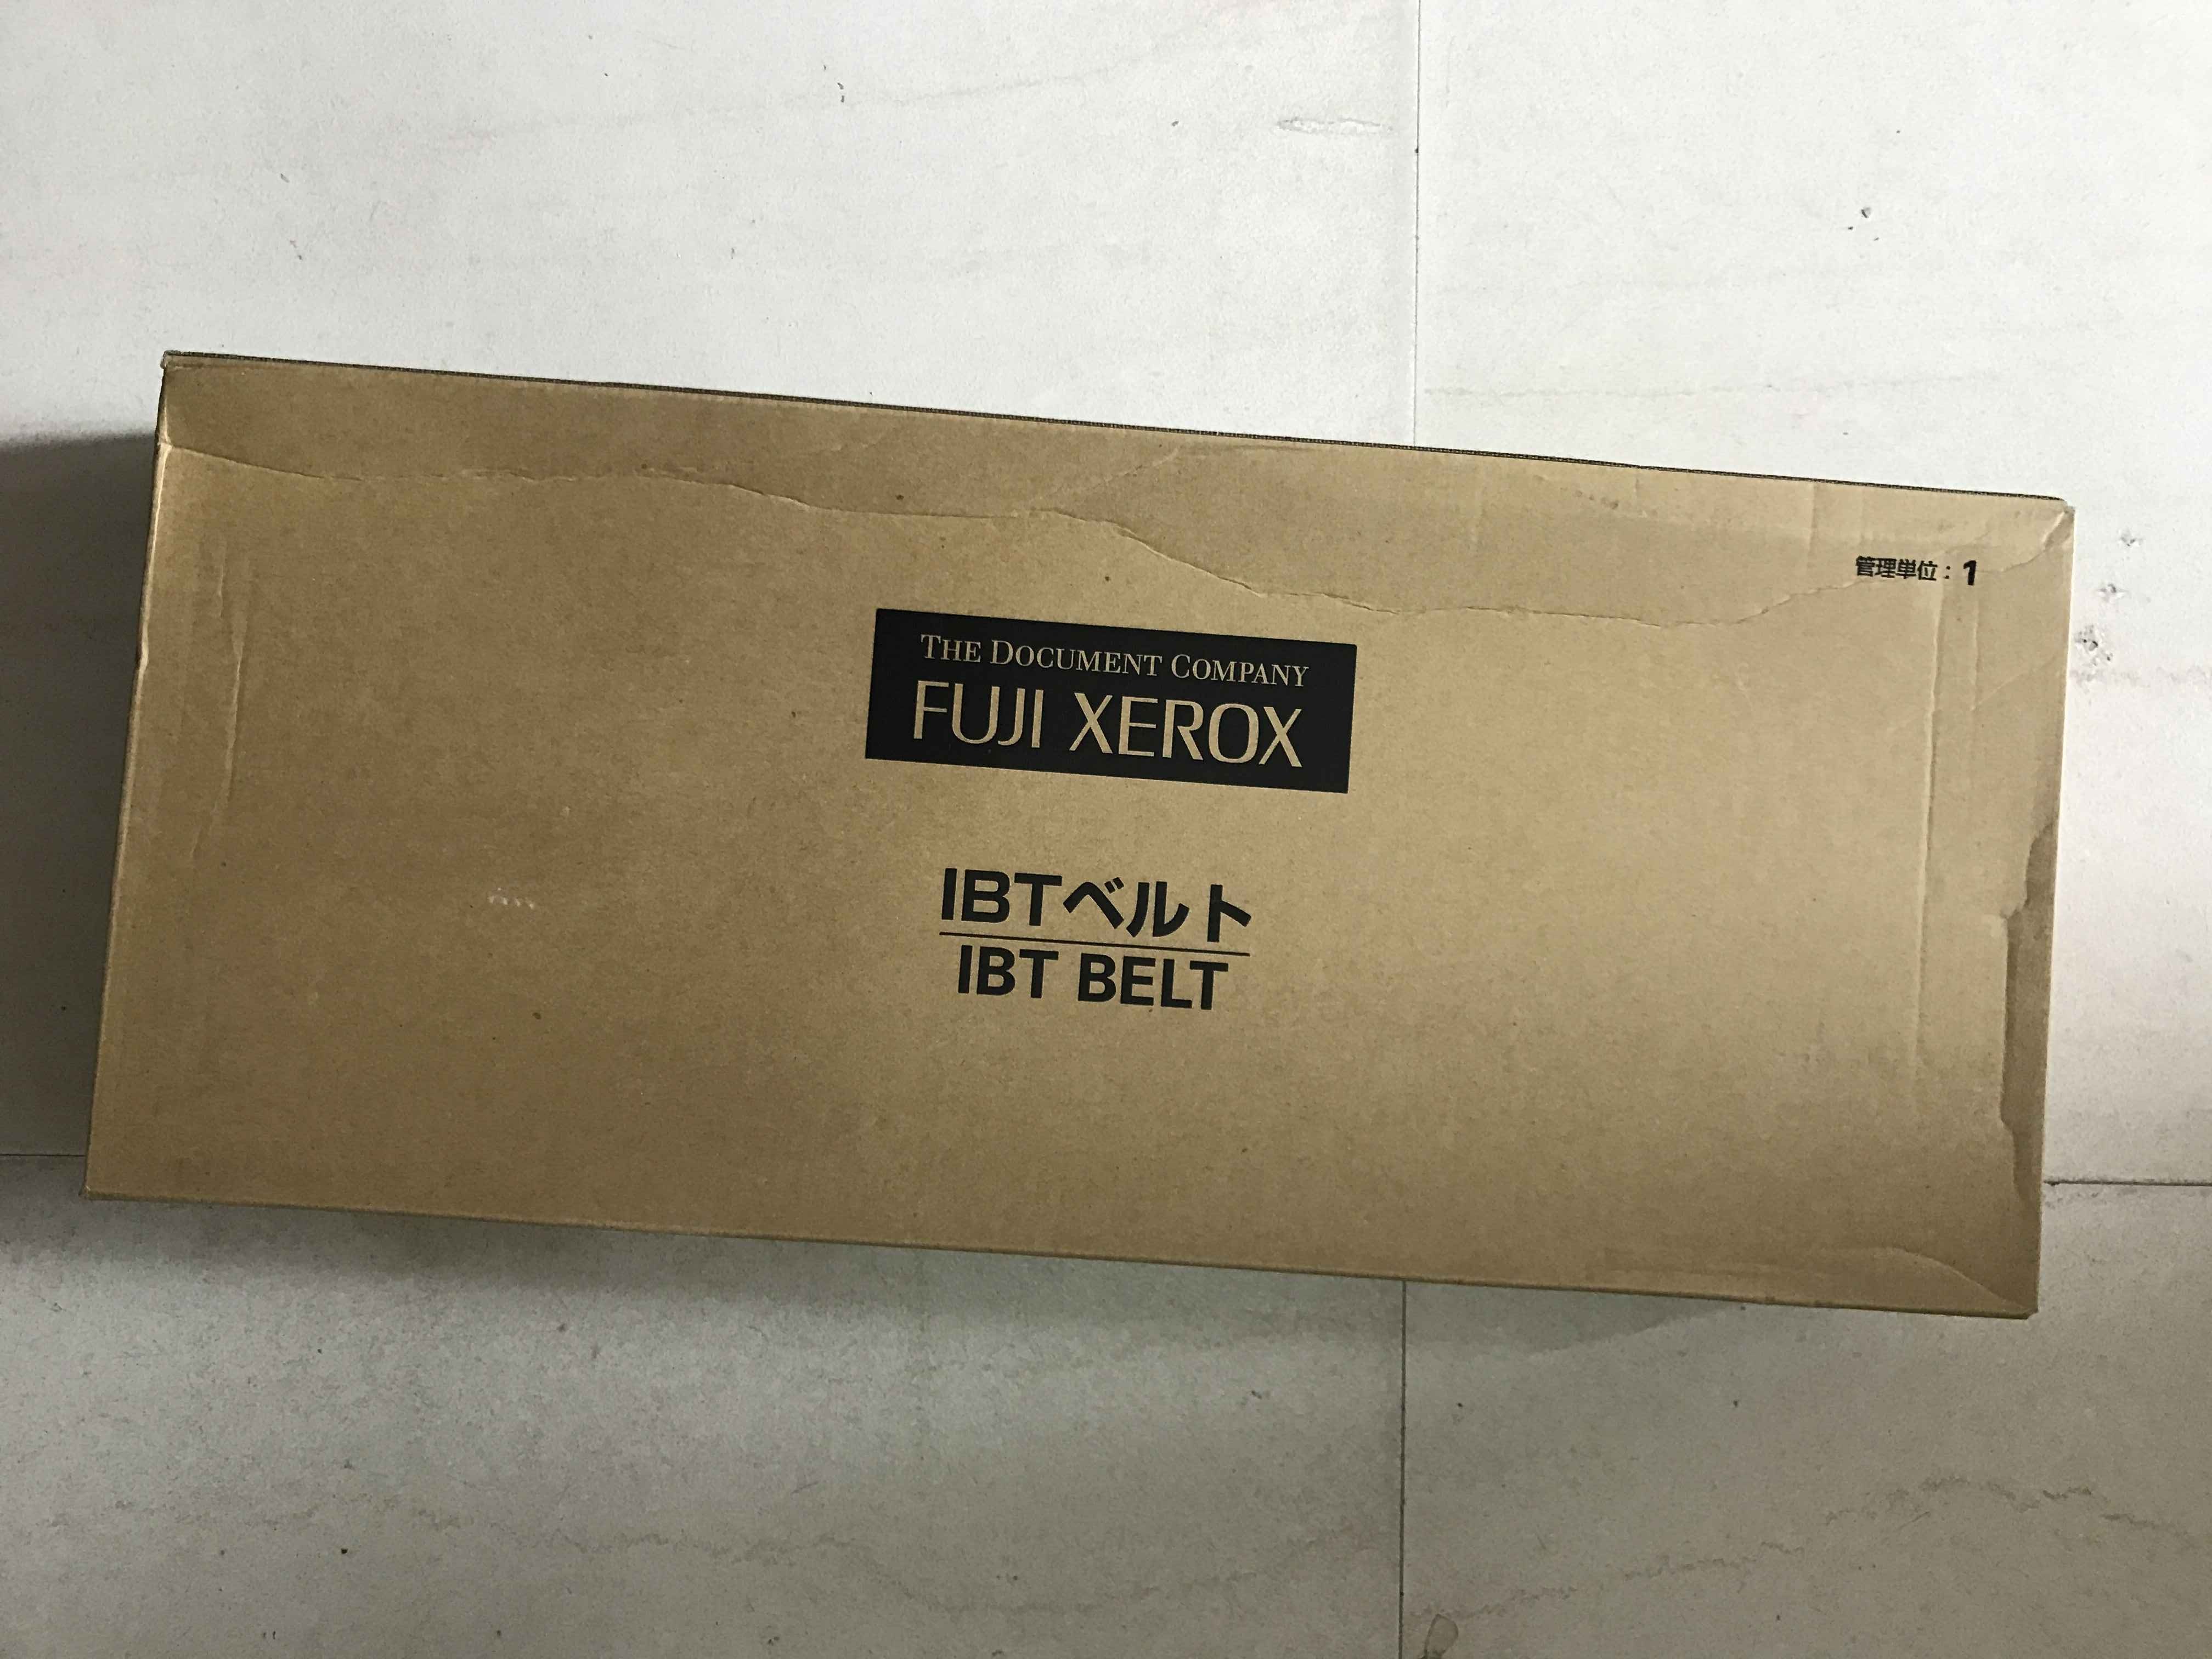 管理単位：1
THE DOCUMENT COMPANY
FUJI XEROX
IBTベルト
IBT BELT